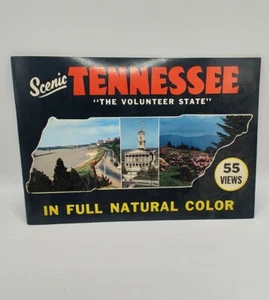 Scenic TENNESSEE
"THE VOLUNTEER STATE"
55
VIEWS
IN FULL NATURAL COLOR